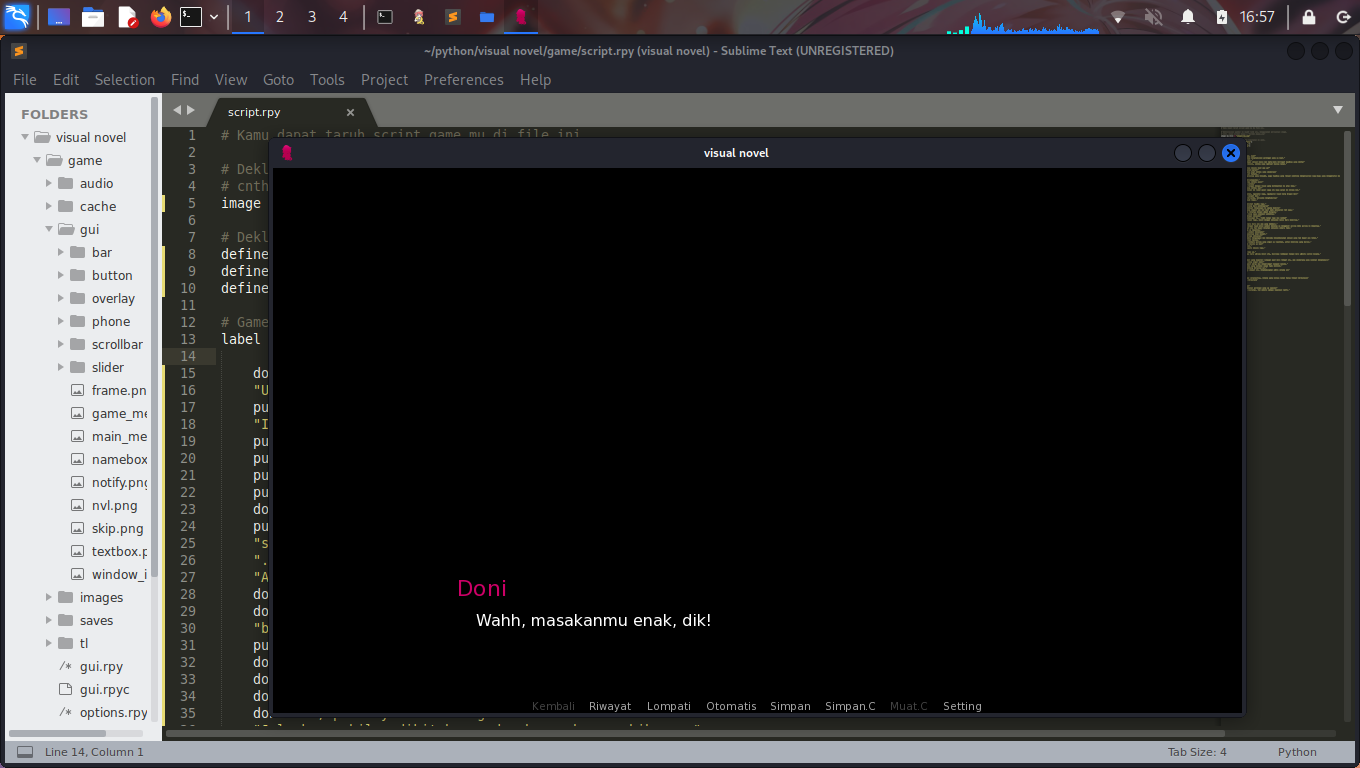 1 2 3 4 16:57
~/python/visual novel/game/script.rpy (visual novel) - Sublime Text (UNREGISTERED)
File Edit Selection Find View Goto Tools Project Preferences Help
FOLDERS
visual novel
game
audio
cache
gui
bar
button
overlay
phone
scrollbar
slider
frame.pn
game_me
main_me
namebox
notify.png
nvl.png
skip.png
textbox.p
window_i
images
saves
tl
gui.rpy
gui.rpyc
options.rpy
script.rpy
1 # Kamu dapat taruh script game mu di file ini
2
3 # Dekl
4 # cnth
5 image
6
7 # Dekl
8 define
9 define
10 define
11
12 # Game
13 label
14
15 do
16 "U
17 pu
18 "I
19 pu
20 pu
21 pu
22 pu
23 do
24 pu
25 "s
26 ".
27 "A
28 do
29 do
30 "b
31 pu
32 do
33 do
34 do
35 do
visual novel
Doni
Wahh, masakanmu enak, dik!
Kembali Riwayat Lompati Otomatis Simpan Simpan.C Muat.C Setting
Line 14, Column 1
Tab Size: 4
Python